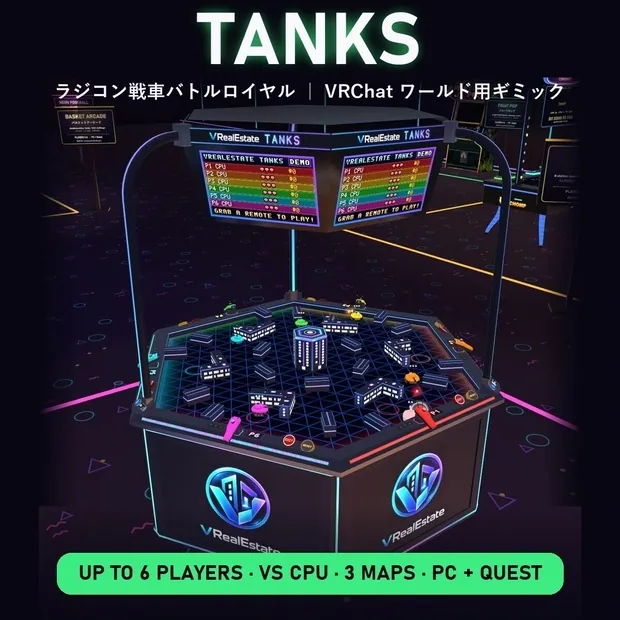 TANKS
ラジコン戦車バトルロイヤル | VRChat ワールド用ギミック
BASKET ARCADE
VRealEstate TANKS
VRealEstate TANKS
VREALESTATE TANKS DEMO
P1 CPU
P2 CPU
P3 CPU
P4 CPU
P5 CPU
P6 CPU
GRAB A REMOTE TO PLAY!
VREALESTATE TANKS DEMO
P1 CPU
P2 CPU
P3 CPU
P4 CPU
P5 CPU
P6 CPU
GRAB A REMOTE TO PLAY!
P6
VRealEstate
VRealEstate
UP TO 6 PLAYERS · VS CPU · 3 MAPS · PC + QUEST